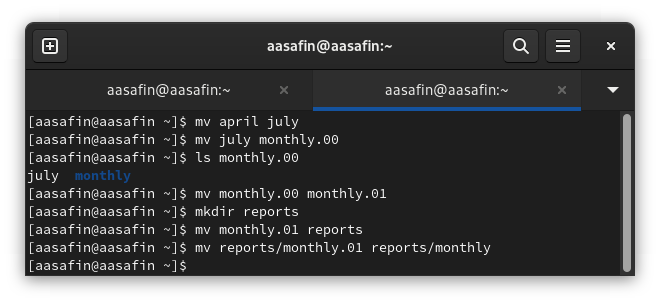 aasafin@aasafin:~
aasafin@aasafin:~
aasafin@aasafin:~
[aasafin@aasafin ~]$ mv april july
[aasafin@aasafin ~]$ mv july monthly.00
[aasafin@aasafin ~]$ ls monthly.00
july  monthly
[aasafin@aasafin ~]$ mv monthly.00 monthly.01
[aasafin@aasafin ~]$ mkdir reports
[aasafin@aasafin ~]$ mv monthly.01 reports
[aasafin@aasafin ~]$ mv reports/monthly.01 reports/monthly
[aasafin@aasafin ~]$